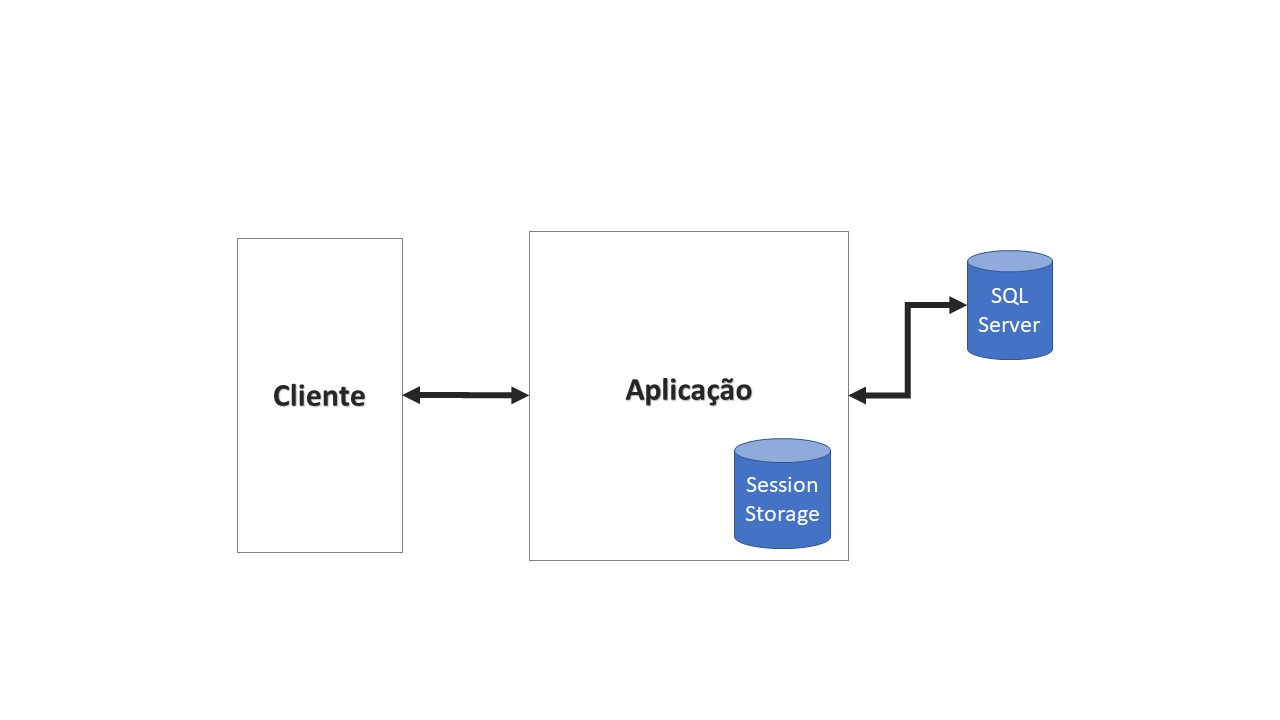 Cliente
Aplicação
Session
Storage
SQL
Server